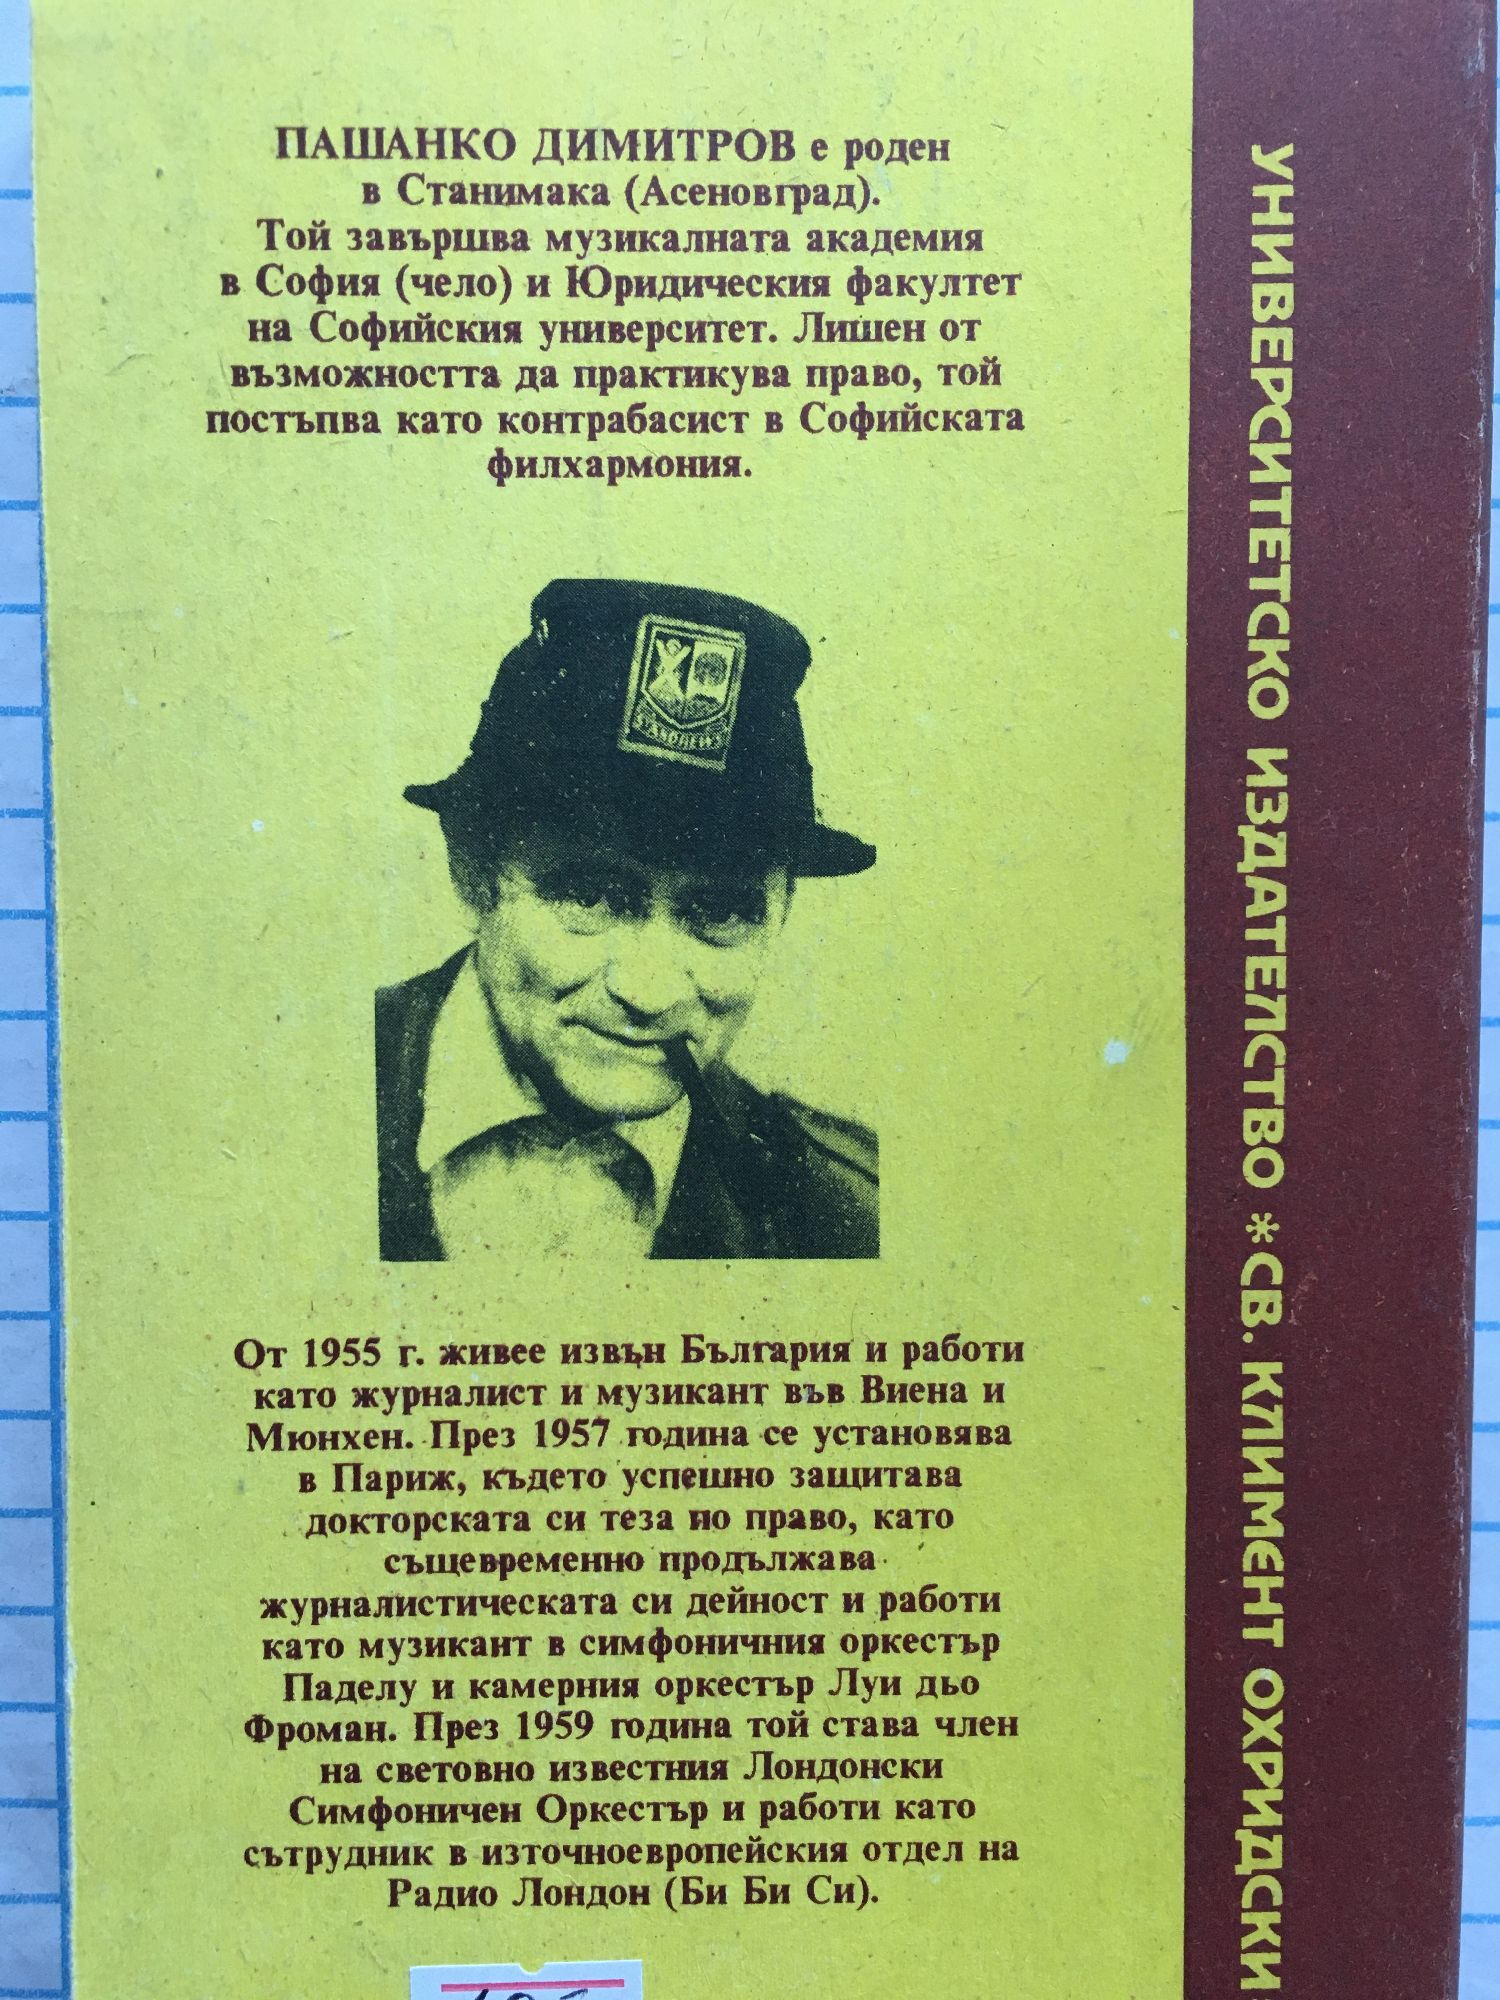 ПАШАНКО ДИМИТРОВ е роден
в Станимака (Асеновград).
Той завършва музикалната академия
в София (чело) и Юридическия факултет
на Софийския университет. Лишен от
възможността да практикува право, той
постъпва като контрабасист в Софийската
филхармония.
От 1955 г. живее извън България и работи
като журналист и музикант във Виена и
Мюнхен. През 1957 година се установява
в Париж, където успешно защитава
докторската си теза по право, като
същевременно продължава
журналистическата си дейност и работи
като музикант в симфоничния оркестър
Паделу и камерния оркестър Луи дьо
Фроман. През 1959 година той става член
на световно известния Лондонски
Симфоничен Оркестър и работи като
сътрудник в източноевропейския отдел на
Радио Лондон (Би Би Си).
УНИВЕРСИТЕТСКО ИЗДАТЕЛСТВО * СВ. КЛИМЕНТ ОХРИДСКИ